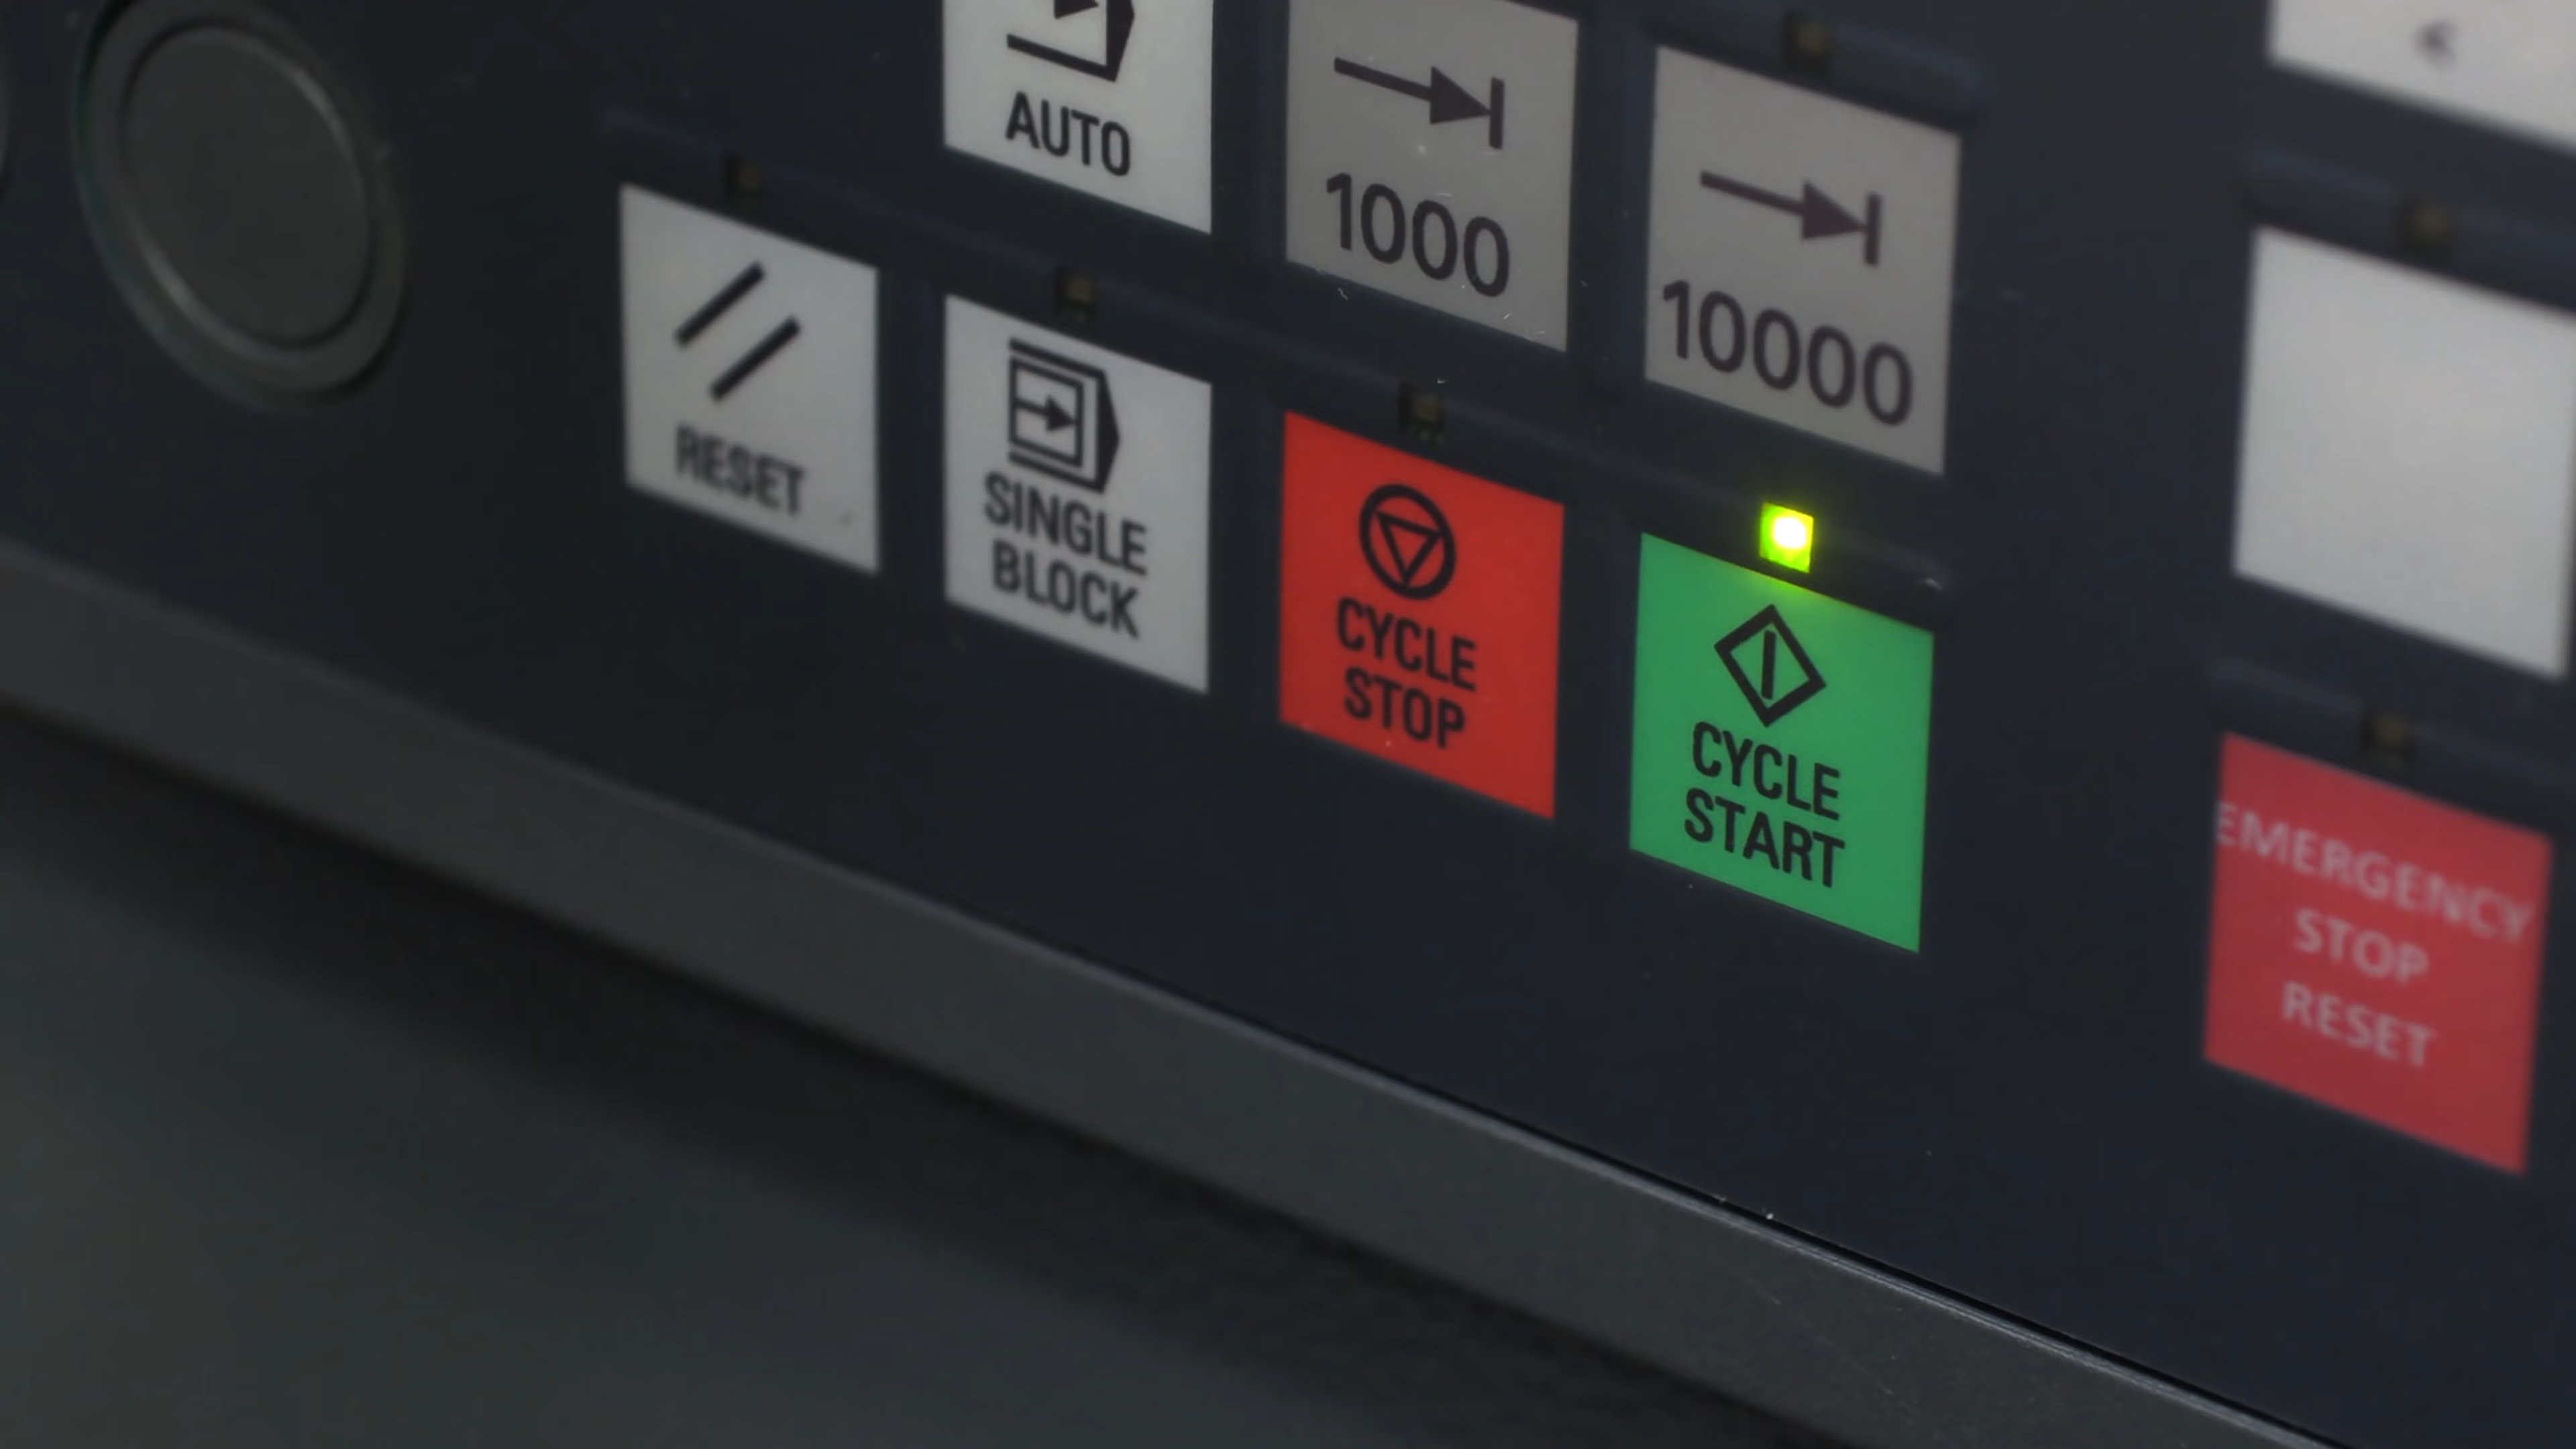 AUTO
1000
10000
RESET
SINGLE
BLOCK
CYCLE
STOP
CYCLE
START
EMERGENCY
STOP
RESET